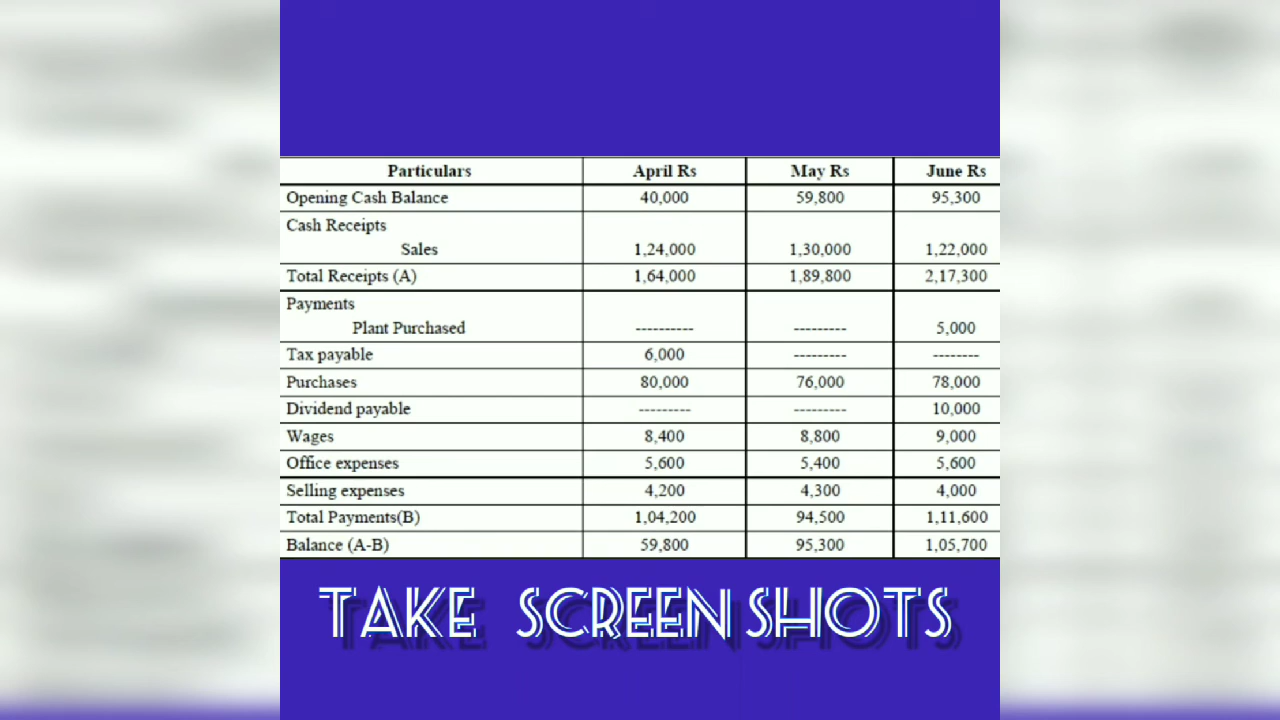 Particulars April Rs May Rs June Rs
Opening Cash Balance 40,000 59,800 95,300
Cash Receipts
Sales 1,24,000 1,30,000 1,22,000
Total Receipts (A) 1,64,000 1,89,800 2,17,300
Payments
Plant Purchased ---------- --------- 5,000
Tax payable 6,000 --------- --------
Purchases 80,000 76,000 78,000
Dividend payable --------- --------- 10,000
Wages 8,400 8,800 9,000
Office expenses 5,600 5,400 5,600
Selling expenses 4,200 4,300 4,000
Total Payments(B) 1,04,200 94,500 1,11,600
Balance (A-B) 59,800 95,300 1,05,700
TAKE SCREEN SHOTS